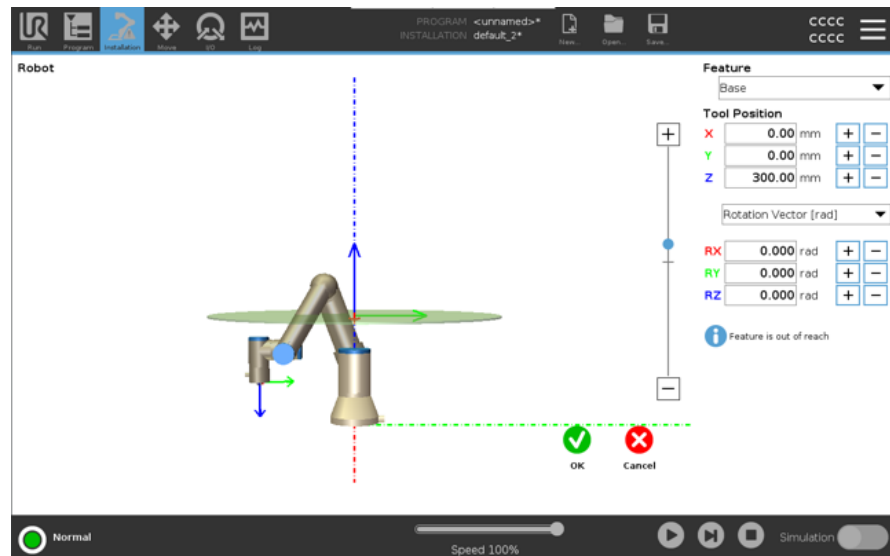 PROGRAM <unnamed>*
INSTALLATION default_2*
CCCC
CCCC
UR
Run
Program
Installation
Move
I/O
Log
New...
Open...
Save...
Robot
Feature
Base
Tool Position
X 0.00 mm + −
Y 0.00 mm + −
Z 300.00 mm + −
Rotation Vector [rad]
RX 0.000 rad + −
RY 0.000 rad + −
RZ 0.000 rad + −
Feature is out of reach
OK
Cancel
Normal
Speed 100%
Simulation